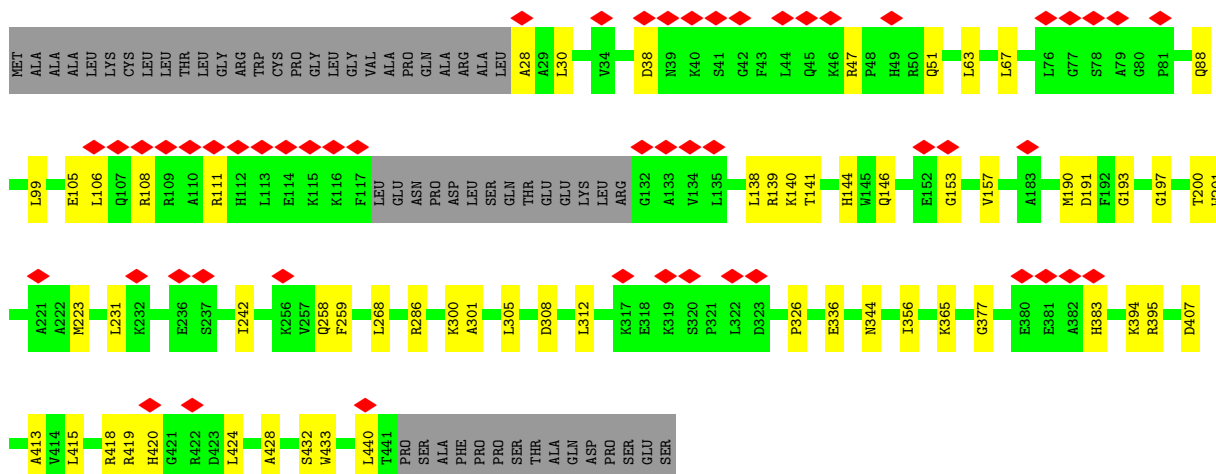 MET ALA ALA ALA LEU LYS CYS LEU LEU THR LEU GLY ARG TRP CYS PRO GLY LEU GLY VAL ALA PRO GLN ALA ARG ALA LEU A28 A29 L30 V34 D38 N39 K40 S41 G42 F43 L44 Q45 K46 R47 P48 H49 R50 Q51 L63 L67 L76 G77 S78 A79 G80 P81 Q88
L99 E105 L106 Q107 R108 R109 A110 R111 H112 L113 E114 K115 K116 F117 LEU GLU ASN PRO ASP LEU SER GLN THR GLU GLU LYS LEU ARG G132 A133 V134 L135 L138 R139 K140 T141 H144 W145 Q146 E152 G153 V157 A183 M190 D191 F192 G193 G197 T200
A221 A222 M223 L231 K232 E236 S237 I242 K256 V257 Q258 F259 L268 R286 K300 A301 L305 D308 L312 K317 E318 K319 S320 P321 L322 D323 P326 E336 N344 I356 K365 G377 E380 E381 A382 H383 K394 R395 D407
A413 V414 L415 R418 R419 H420 G421 R422 D423 L424 A428 S432 W433 L440 T441 PRO SER ALA PHE PRO PRO SER THR ALA GLN ASP PRO SER GLU SER